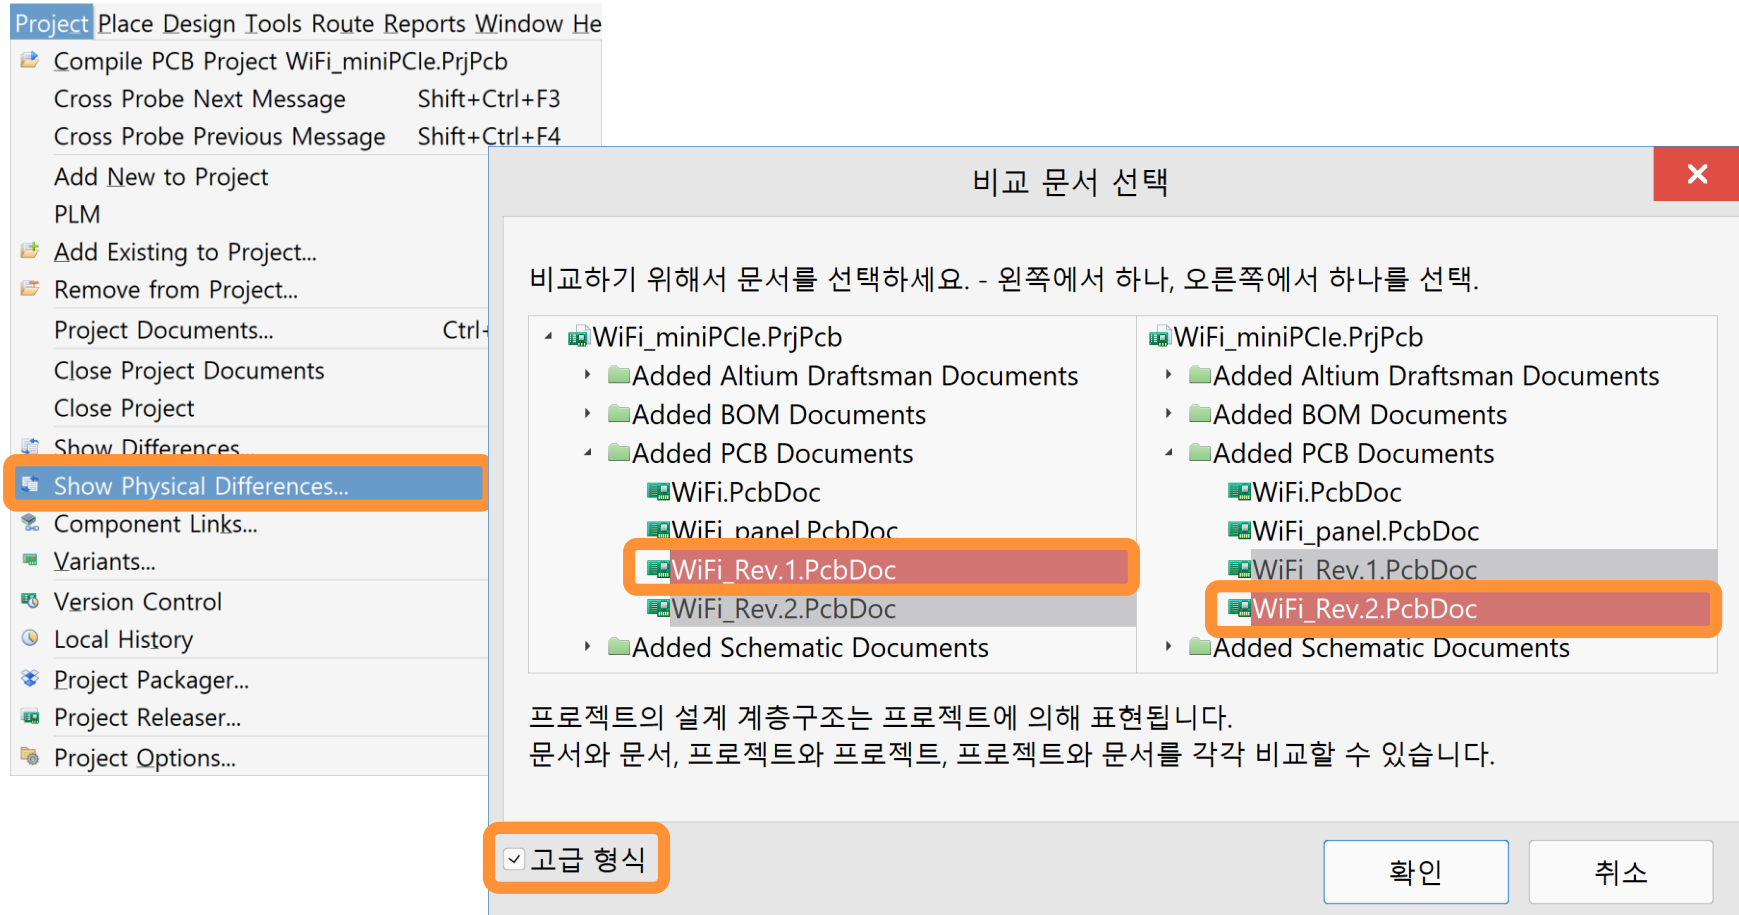 Project Place Design Tools Route Reports Window He
Compile PCB Project WiFi_miniPCIe.PrjPcb
Cross Probe Next Message Shift+Ctrl+F3
Cross Probe Previous Message Shift+Ctrl+F4
Add New to Project
PLM
Add Existing to Project...
Remove from Project...
Project Documents... Ctrl+
Close Project Documents
Close Project
Show Differences...
Show Physical Differences...
Component Links...
Variants...
Version Control
Local History
Project Packager...
Project Releaser...
Project Options...
비교 문서 선택
비교하기 위해서 문서를 선택하세요. - 왼쪽에서 하나, 오른쪽에서 하나를 선택.
WiFi_miniPCIe.PrjPcb
Added Altium Draftsman Documents
Added BOM Documents
Added PCB Documents
WiFi.PcbDoc
WiFi_panel.PcbDoc
WiFi_Rev.1.PcbDoc
WiFi_Rev.2.PcbDoc
Added Schematic Documents
WiFi_miniPCIe.PrjPcb
Added Altium Draftsman Documents
Added BOM Documents
Added PCB Documents
WiFi.PcbDoc
WiFi_panel.PcbDoc
WiFi_Rev.1.PcbDoc
WiFi_Rev.2.PcbDoc
Added Schematic Documents
프로젝트의 설계 계층구조는 프로젝트에 의해 표현됩니다.
문서와 문서, 프로젝트와 프로젝트, 프로젝트와 문서를 각각 비교할 수 있습니다.
고급 형식
확인
취소